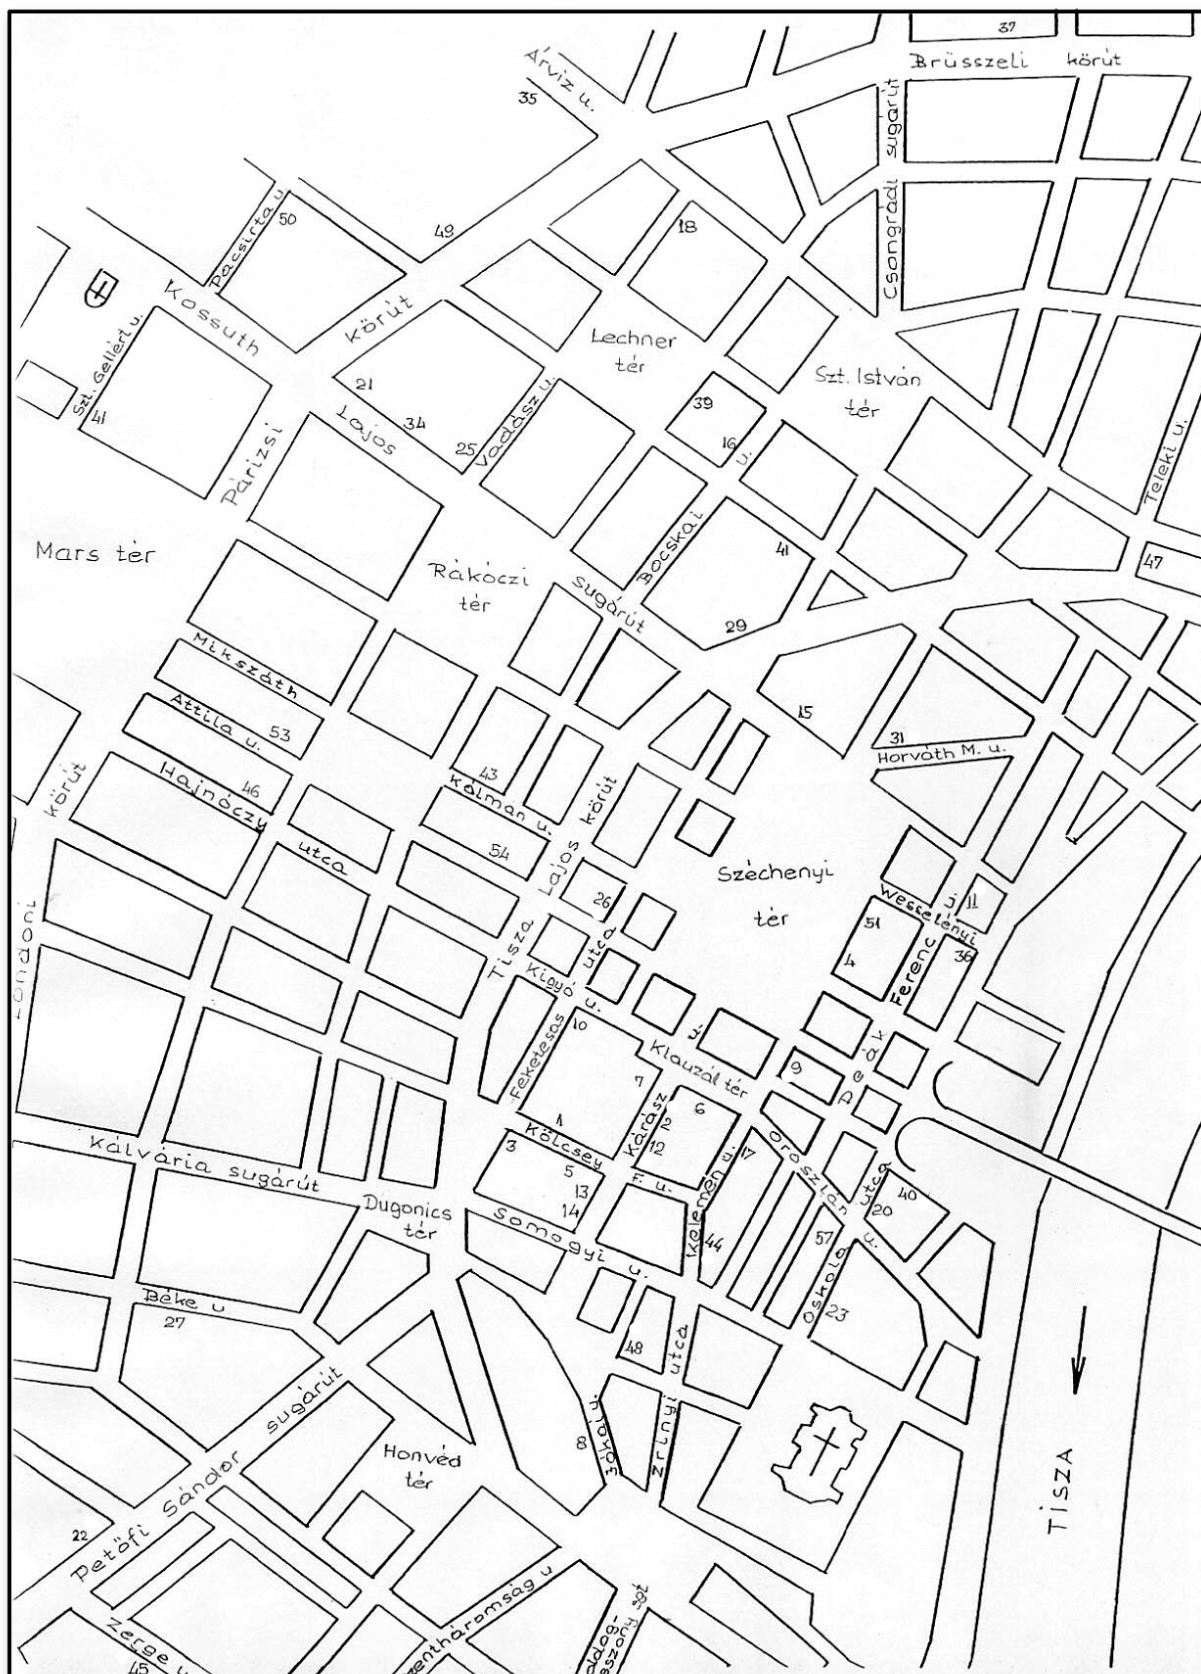 37
Brüsszeli körút
Árvíz u.
35
Csongrádi sugárút
Pacsirta u
50
49
18
Kossuth
körút
Lechner
tér
Szt. István
tér
Szt. Gellért u.
41
21
34
Lajos
25
Vadász u.
39
16
u.
Teleki u.
Párizsi
Mars tér
Rákóczi
tér
sugárút
Bocskai
41
29
47
Mikszáth
Attila u.
53
15
31
Horváth M. u.
43
Kálmán u.
körút
Hajnóczy
46
utca
54
Lajos
26
körút
Széchenyi
tér
Wesselényi
11
51
4
Ferenc
36
Tisza
Kigyó u.
utca
Feketesas
10
Klauzál tér
9
Deák
7
Kárász
2
12
6
1
Kölcsey
F. u.
3
5
13
14
Kelemen u.
17
44
Oroszlán
u.
utca
40
20
57
Oskola
23
Kálvária sugárút
Dugonics
tér
Somogyi u.
Béke u
27
48
Zrínyi utca
Jókai u.
8
Honvéd
tér
TISZA
22
Petőfi Sándor sugárút
Zerge u.
45